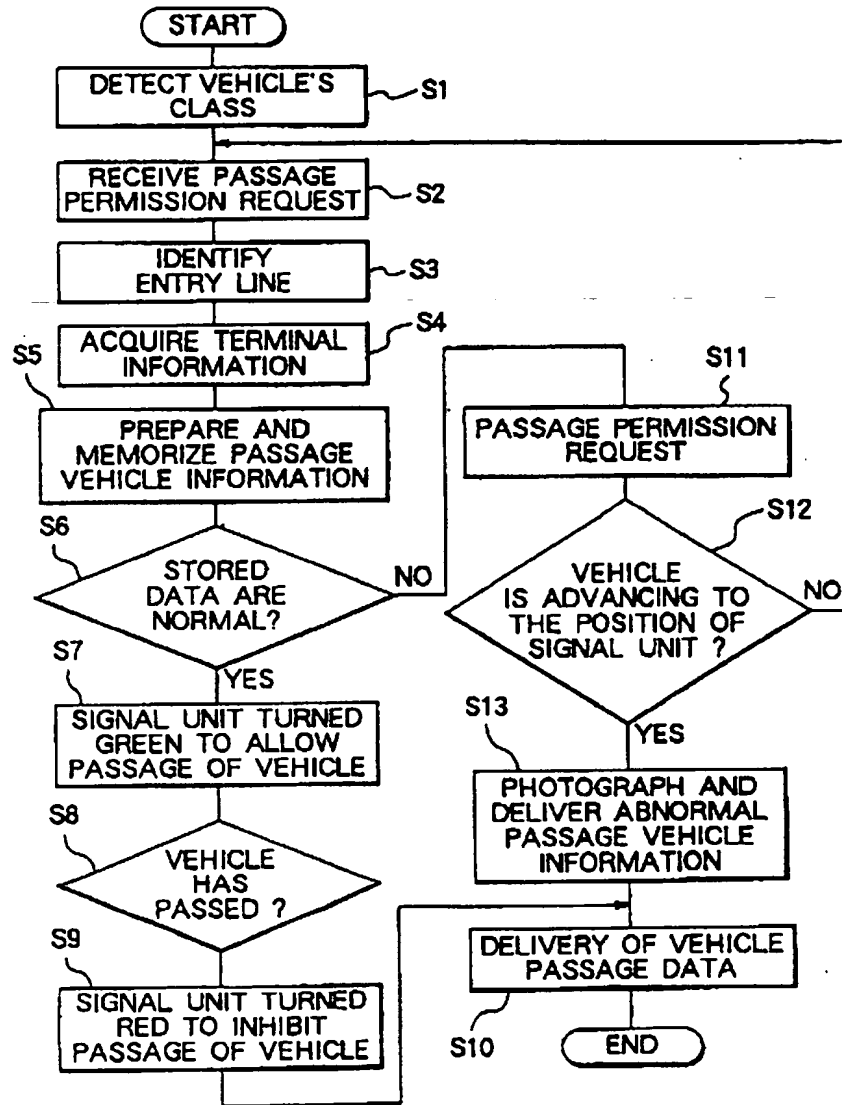 START
DETECT VEHICLE'S
CLASS
S1
RECEIVE PASSAGE
PERMISSION REQUEST
S2
IDENTIFY
ENTRY LINE
S3
ACQUIRE TERMINAL
INFORMATION
S4
S5
PREPARE AND
MEMORIZE PASSAGE
VEHICLE INFORMATION
S6
STORED
DATA ARE
NORMAL?
NO
YES
S7
SIGNAL UNIT TURNED
GREEN TO ALLOW
PASSAGE OF VEHICLE
S8
VEHICLE
HAS
PASSED ?
S9
SIGNAL UNIT TURNED
RED TO INHIBIT
PASSAGE OF VEHICLE
S11
PASSAGE PERMISSION
REQUEST
S12
VEHICLE
IS ADVANCING TO
THE POSITION OF
SIGNAL UNIT ?
NO
YES
S13
PHOTOGRAPH AND
DELIVER ABNORMAL
PASSAGE VEHICLE
INFORMATION
DELIVERY OF VEHICLE
PASSAGE DATA
S10
END